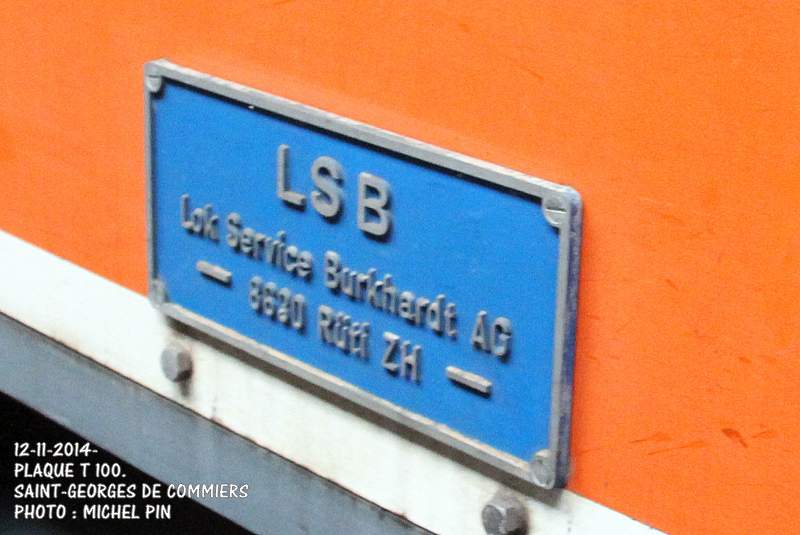 LSB
Lok Service Burkhardt AG
8630 Rüti ZH
12-11-2014-
PLAQUE T 100.
SAINT-GEORGES DE COMMIERS
PHOTO : MICHEL PIN